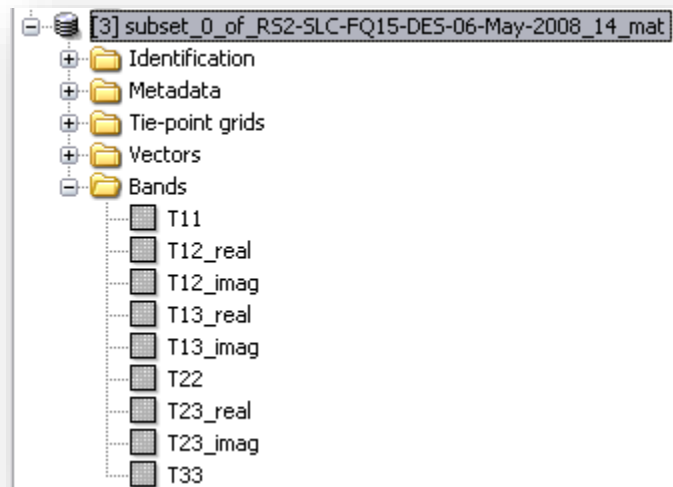 [3] subset_0_of_RS2-SLC-FQ15-DES-06-May-2008_14_mat
Identification
Metadata
Tie-point grids
Vectors
Bands
T11
T12_real
T12_imag
T13_real
T13_imag
T22
T23_real
T23_imag
T33